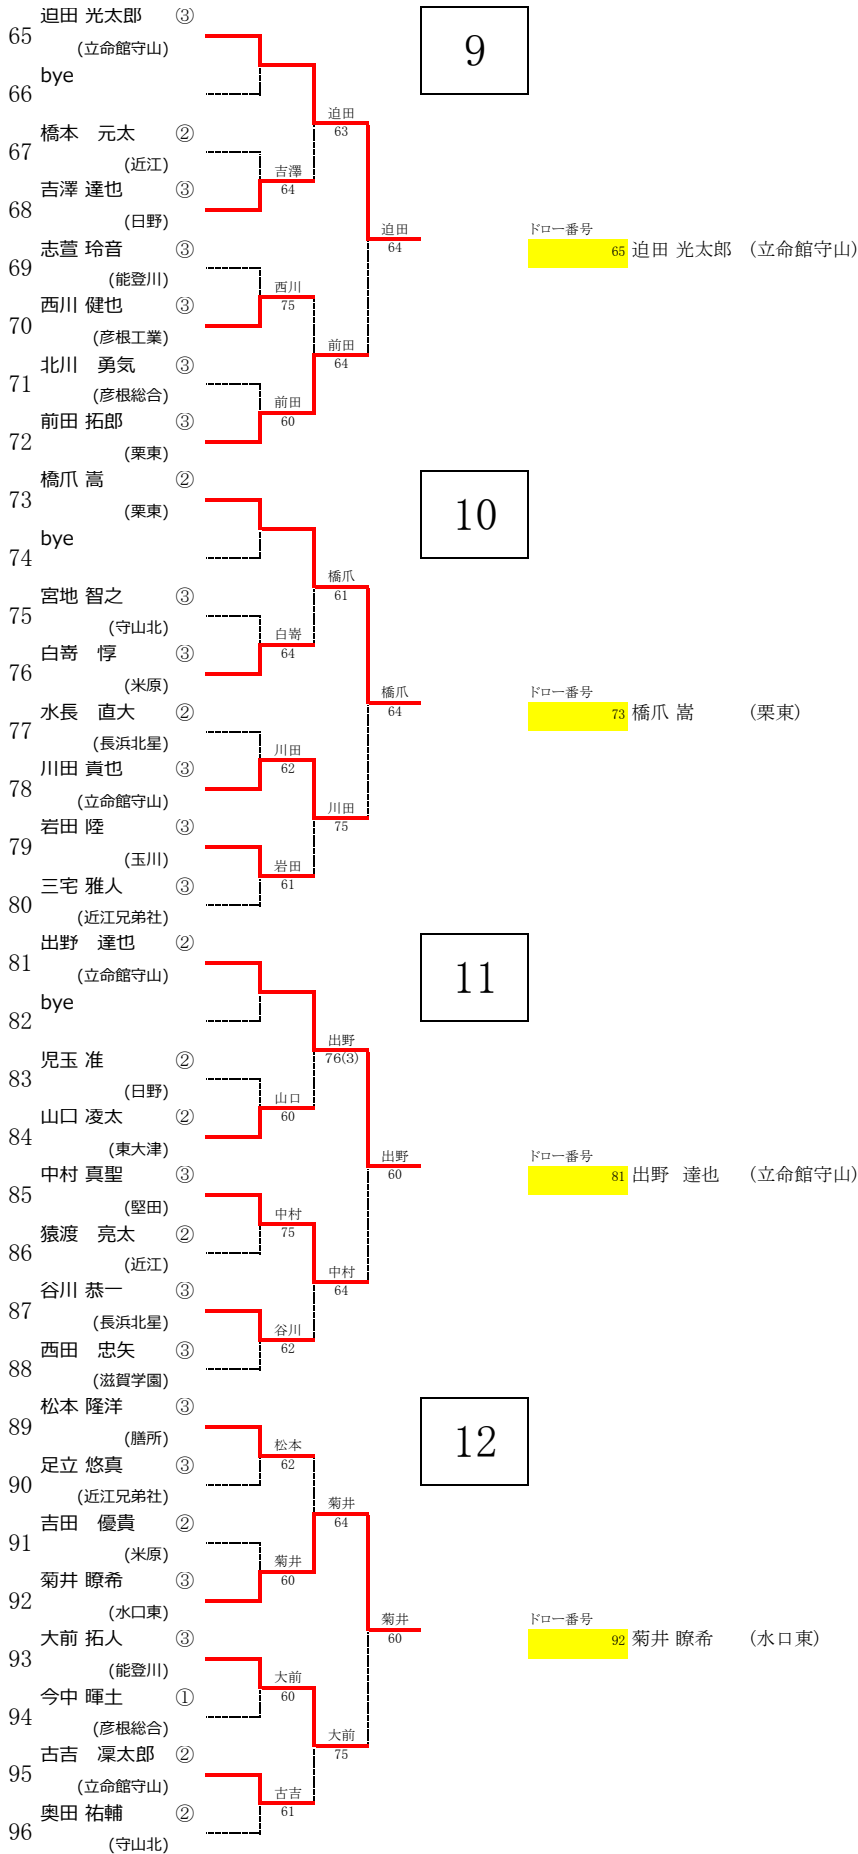 迫田 光太郎 ③
65
(立命館守山)
9
bye
66
迫田
63
橋本　元太 ②
67
(近江)
吉澤
64
吉澤 達也 ③
68
(日野)
迫田
64
ドロー番号
65 迫田 光太郎 (立命館守山)
志萱 玲音 ③
69
(能登川)
西川
75
西川 健也 ③
70
(彦根工業)
前田
64
北川　勇気 ③
71
(彦根総合)
前田
60
前田 拓郎 ③
72
(栗東)
橋爪 嵩 ②
73
(栗東)
10
bye
74
橋爪
61
宮地 智之 ③
75
(守山北)
白嵜
64
白嵜　惇 ③
76
(米原)
橋爪
64
ドロー番号
73 橋爪 嵩 (栗東)
水長　直大 ②
77
(長浜北星)
川田
62
川田 貴也 ③
78
(立命館守山)
川田
75
岩田 陸 ③
79
(玉川)
岩田
61
三宅 雅人 ③
80
(近江兄弟社)
出野　達也 ②
81
(立命館守山)
11
bye
82
出野
76(3)
児玉 准 ②
83
(日野)
山口
60
山口 凌太 ②
84
(東大津)
出野
60
ドロー番号
81 出野　達也 (立命館守山)
中村 真聖 ③
85
(堅田)
中村
75
猿渡　亮太 ②
86
(近江)
中村
64
谷川 恭一 ③
87
(長浜北星)
谷川
62
西田　忠矢 ③
88
(滋賀学園)
松本 隆洋 ③
89
(膳所)
12
松本
62
足立 悠真 ③
90
(近江兄弟社)
菊井
64
吉田　優貴 ②
91
(米原)
菊井
60
菊井 瞭希 ③
92
(水口東)
菊井
60
ドロー番号
92 菊井 瞭希 (水口東)
大前 拓人 ③
93
(能登川)
大前
60
今中 暉土 ①
94
(彦根総合)
大前
75
古吉　凜太郎 ②
95
(立命館守山)
古吉
61
奥田 祐輔 ②
96
(守山北)